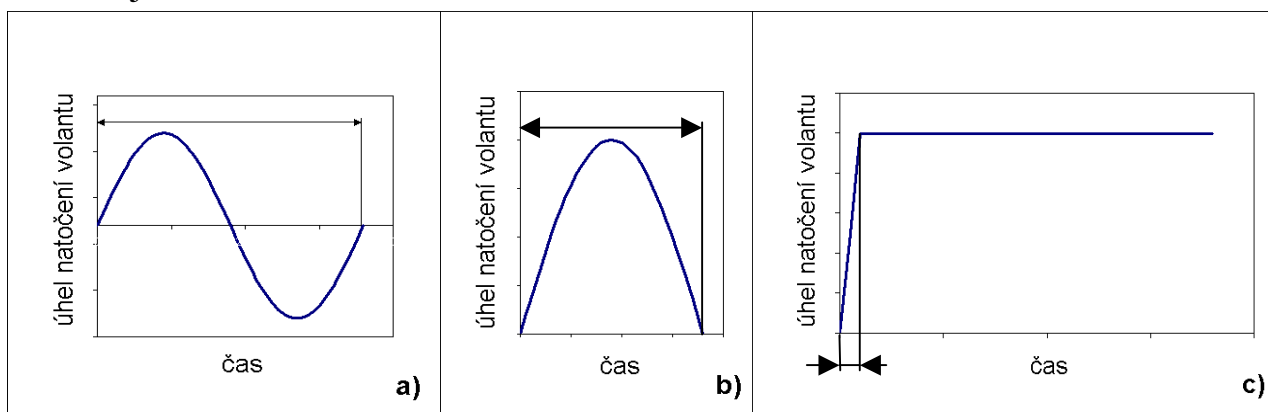 úhel natočení volantu
čas
a)
úhel natočení volantu
čas
b)
úhel natočení volantu
čas
c)